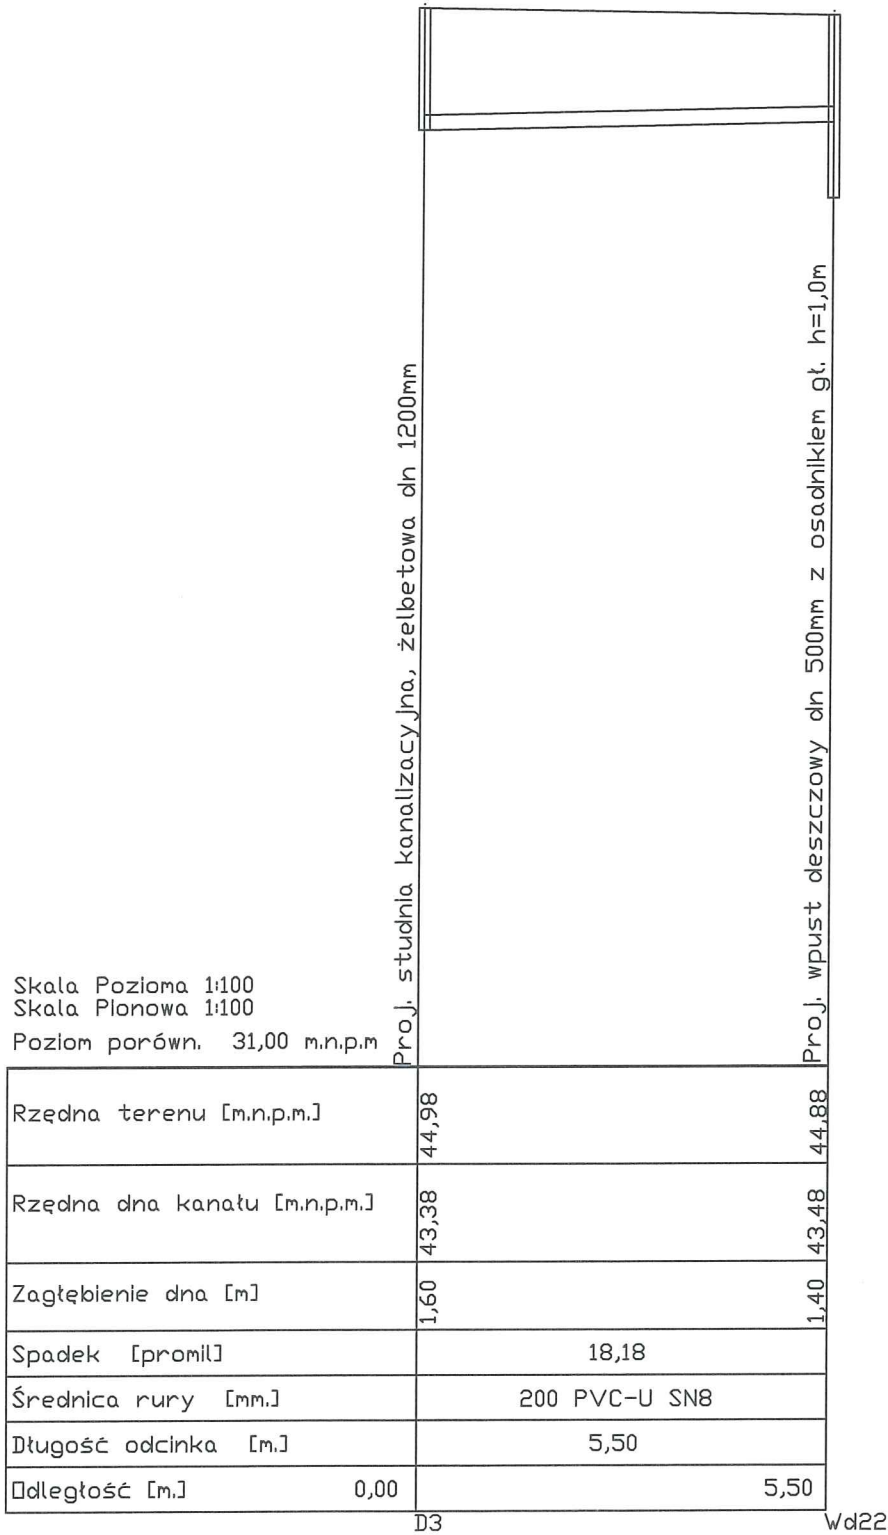 Proj. studnia kanalizacyjna, żelbetowa dn 1200mm
Proj. wpust deszczowy dn 500mm z osadnikiem gł. h=1,0m
Skala Pozioma 1:100
Skala Pionowa 1:100
Poziom porówn. 31,00 m.n.p.m
Rzędna terenu [m.n.p.m.] 44,98 44,88
Rzędna dna kanału [m.n.p.m.] 43,38 43,48
Zagłębienie dna [m] 1,60 1,40
Spadek [promil] 18,18
Średnica rury [mm.] 200 PVC-U SN8
Długość odcinka [m.] 5,50
Odległość [m.] 0,00 5,50
D3 Wd22